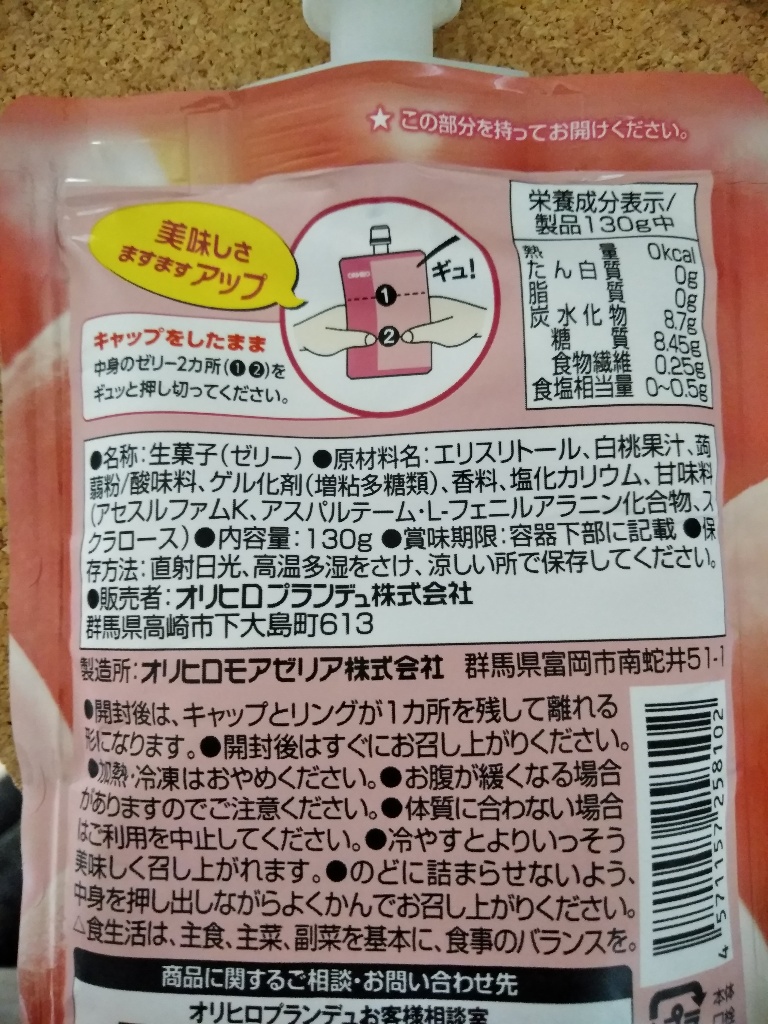 ★この部分を持ってお開けください。
美味しさ
ますますアップ
ORIHIRO
ギュ!
❶
❷
キャップをしたまま
中身のゼリー2カ所(❶❷)を
ギュッと押し切ってください。
栄養成分表示/
製品130g中
熱量 0kcal
たん白質 0g
脂質 0g
炭水化物 8.7g
糖質 8.45g
食物繊維 0.25g
食塩相当量 0~0.5g
●名称:生菓子(ゼリー) ●原材料名:エリスリトール、白桃果汁、蒟
蒻粉/酸味料、ゲル化剤(増粘多糖類)、香料、塩化カリウム、甘味料
(アセスルファムK、アスパルテーム・L-フェニルアラニン化合物、ス
クラロース) ●内容量:130g ●賞味期限:容器下部に記載 ●保
存方法:直射日光、高温多湿をさけ、涼しい所で保存してください。
●販売者:オリヒロプランデュ株式会社
群馬県高崎市下大島町613
製造所:オリヒロモアゼリア株式会社 群馬県富岡市南蛇井51-1
●開封後は、キャップとリングが1カ所を残して離れる
形になります。●開封後はすぐにお召し上がりください。
●加熱・冷凍はおやめください。●お腹が緩くなる場合
がありますのでご注意ください。●体質に合わない場合
はご利用を中止してください。●冷やすとよりいっそう
美味しく召し上がれます。●のどに詰まらせないよう、
中身を押し出しながらよくかんでお召し上がりください。
△食生活は、主食、主菜、副菜を基本に、食事のバランスを。
4571157258102
商品に関するご相談・お問い合わせ先
オリヒロプランデュお客様相談室
本体